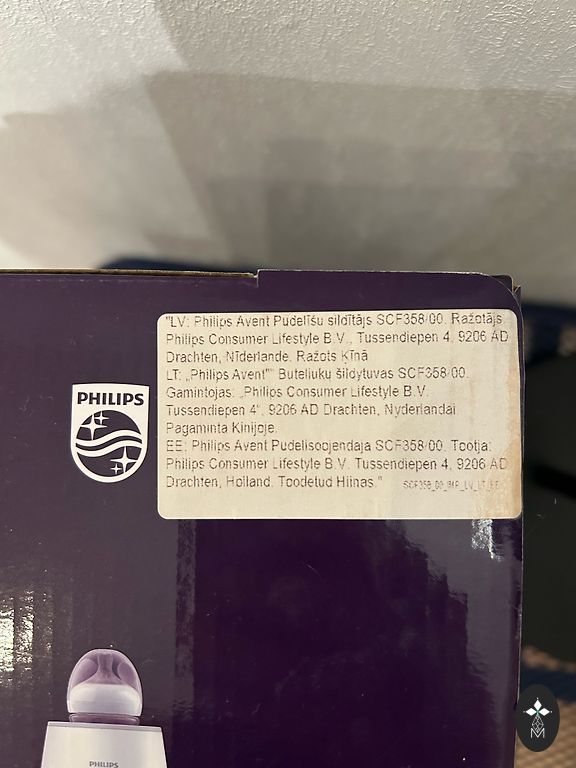 "LV: Philips Avent Pudelīšu sildītājs SCF358/00. Ražotājs:
Philips Consumer Lifestyle B.V., Tussendiepen 4, 9206 AD
Drachten, Nīderlande. Ražots Ķīnā
LT: „Philips Avent"" Buteliuku šildytuvas SCF358/00.
Gamintojas: „Philips Consumer Lifestyle B.V.
Tussendiepen 4", 9206 AD Drachten, Nyderlandai.
Pagaminta Kinijoje.
EE: Philips Avent Pudelisoojendaja SCF358/00. Tootja:
Philips Consumer Lifestyle B.V. Tussendiepen 4, 9206 AD
Drachten, Holland. Toodetud Hiinas."
PHILIPS
PHILIPS
M